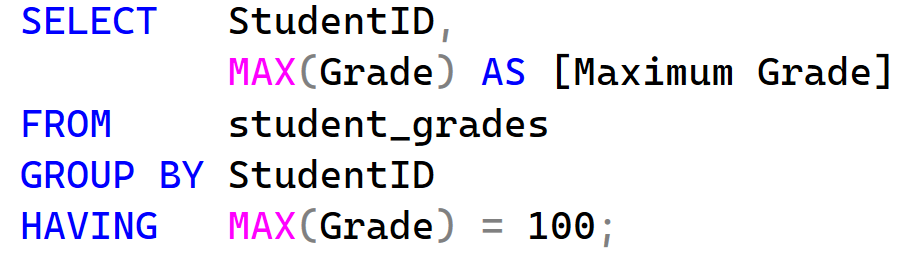 SELECT   StudentID,
         MAX(Grade) AS [Maximum Grade]
FROM     student_grades
GROUP BY StudentID
HAVING   MAX(Grade) = 100;